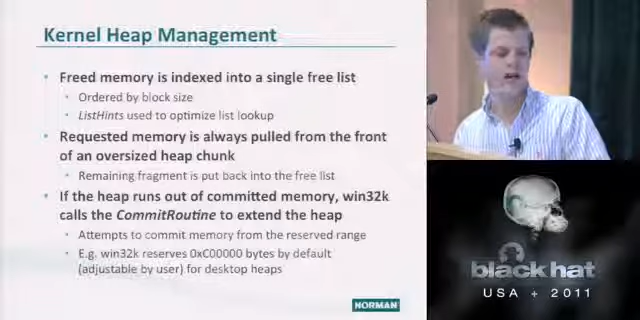 Kernel Heap Management
• Freed memory is indexed into a single free list
• Ordered by block size
• ListHints used to optimize list lookup
• Requested memory is always pulled from the front
of an oversized heap chunk
• Remaining fragment is put back into the free list
• If the heap runs out of committed memory, win32k
calls the CommitRoutine to extend the heap
• Attempts to commit memory from the reserved range
• E.g. win32k reserves 0xC00000 bytes by default
(adjustable by user) for desktop heaps
NORMAN
black hat
USA + 2011